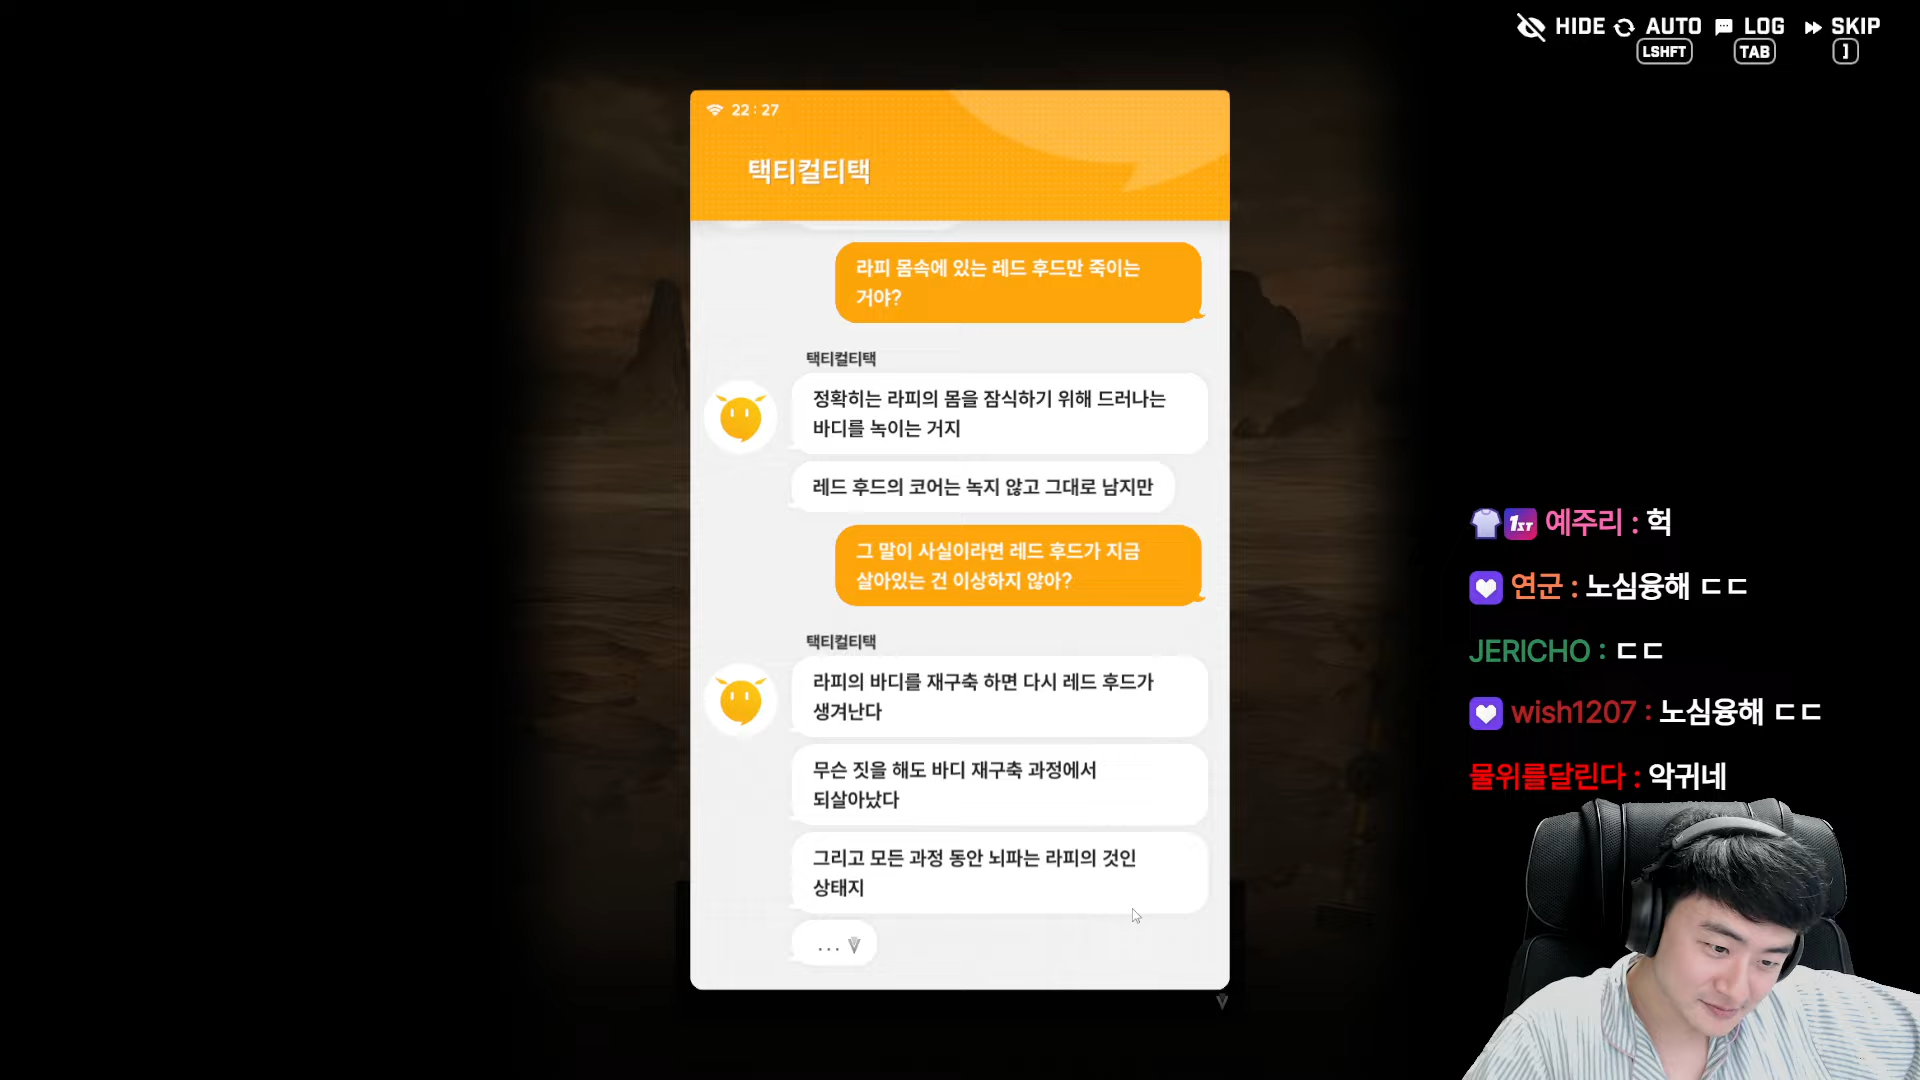 HIDE AUTO LOG SKIP
LSHFT TAB ]
22:27
택티컬티택
라피 몸속에 있는 레드 후드만 죽이는
거야?
택티컬티택
정확히는 라피의 몸을 잠식하기 위해 드러나는
바디를 녹이는 거지
레드 후드의 코어는 녹지 않고 그대로 남지만
그 말이 사실이라면 레드 후드가 지금
살아있는 건 이상하지 않아?
택티컬티택
라피의 바디를 재구축 하면 다시 레드 후드가
생겨난다
무슨 짓을 해도 바디 재구축 과정에서
되살아났다
그리고 모든 과정 동안 뇌파는 라피의 것인
상태지
...
1ST 예주리 : 헉
연군 : 노심융해 ㄷㄷ
JERICHO : ㄷㄷ
wish1207 : 노심융해 ㄷㄷ
물위를달린다 : 악귀네